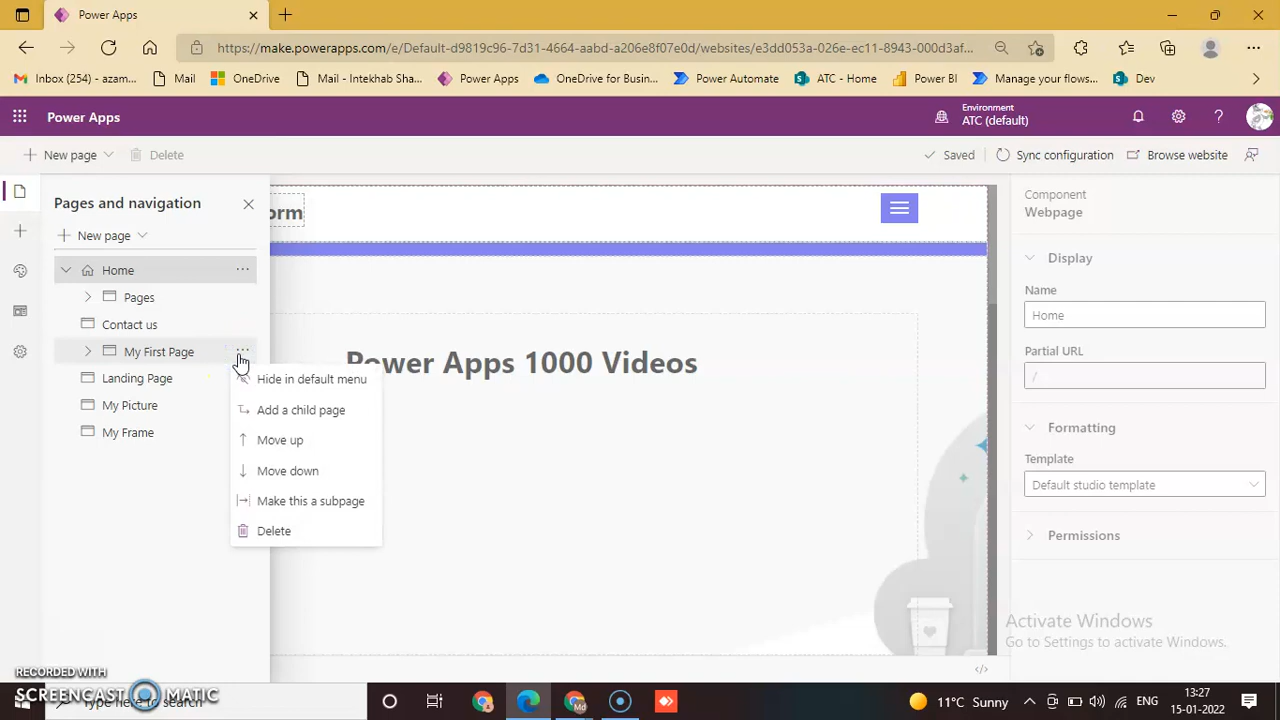 Power Apps
https://make.powerapps.com/e/Default-d9819c96-7d31-4664-aabd-a206e8f07e0d/websites/e3dd053a-026e-ec11-8943-000d3af...
Inbox (254) - azam... Mail OneDrive Mail - Intekhab Sha... Power Apps OneDrive for Busin... Power Automate ATC - Home Power BI Manage your flows... Dev
Power Apps
Environment
ATC (default)
New page Delete Saved Sync configuration Browse website
Pages and navigation
New page
Home
Pages
Contact us
My First Page
Landing Page
My Picture
My Frame
Hide in default menu
Add a child page
Move up
Move down
Make this a subpage
Delete
orm
Power Apps 1000 Videos
Component
Webpage
Display
Name
Home
Partial URL
/
Formatting
Template
Default studio template
Permissions
Activate Windows
Go to Settings to activate Windows.
</>
RECORDED WITH
SCREENCAST MATIC
Type here to search
11°C Sunny
ENG
13:27
15-01-2022